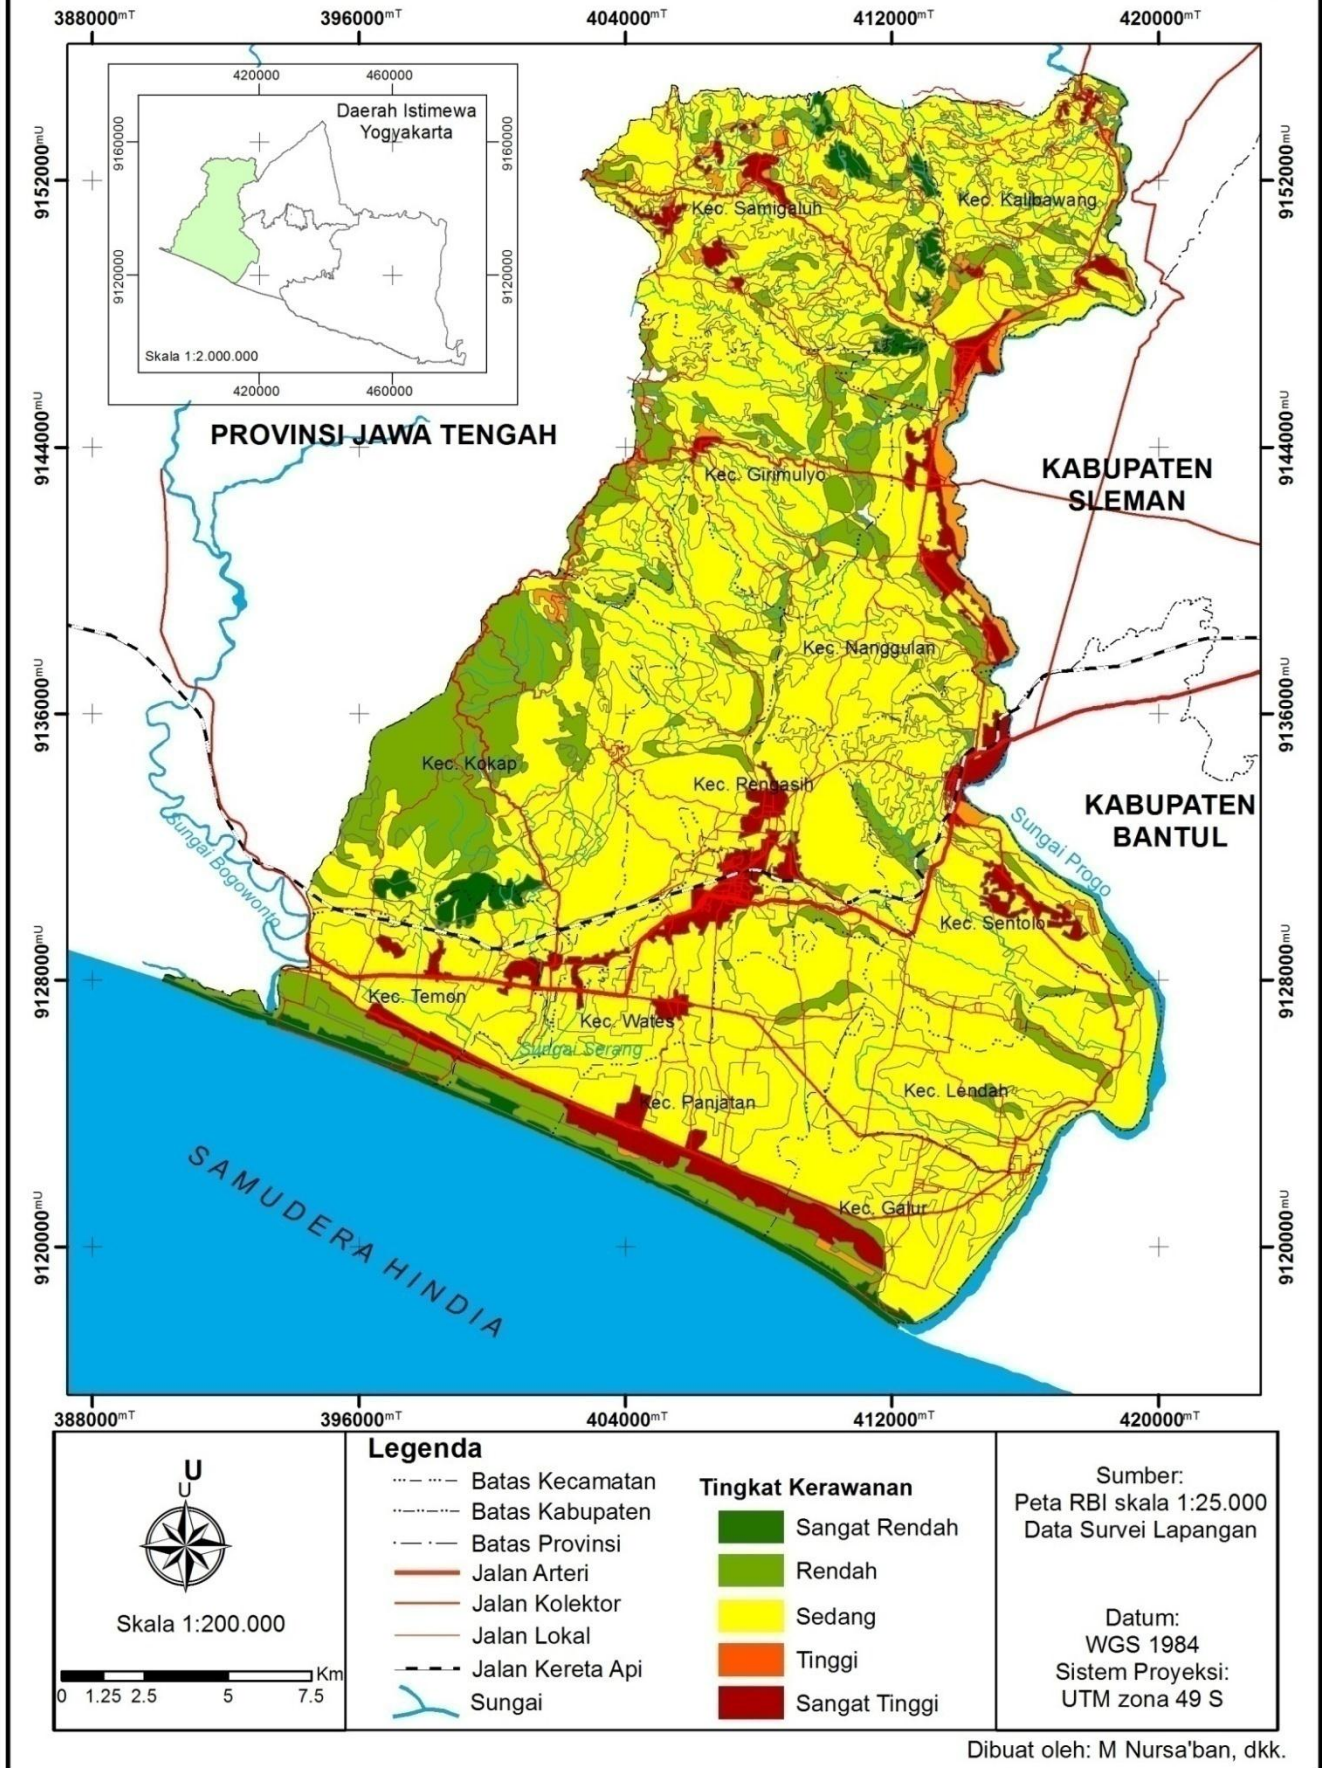 388000mT 396000mT 404000mT 412000mT 420000mT
420000 460000
Daerah Istimewa
Yogyakarta
9160000 9160000
9120000 9120000
Skala 1:2.000.000
420000 460000
9152000mU 9152000mU
Kec. Samigaluh
Kec. Kalibawang
PROVINSI JAWA TENGAH
9144000mU 9144000mU
Kec. Girimulyo
KABUPATEN
SLEMAN
Kec. Nanggulan
9136000mU 9136000mU
Kec. Kokap
Kec. Rengasih
KABUPATEN
BANTUL
Sungai Bogowonto
Sungai Progo
Kec. Sentolo
9128000mU 9128000mU
Kec. Temon
Kec. Wates
Sungai Serang
Kec. Lendah
Kec. Panjatan
Kec. Galur
SAMUDERA HINDIA
9120000mU 9120000mU
388000mT 396000mT 404000mT 412000mT 420000mT
U
U
Skala 1:200.000
Km
0 1.25 2.5 5 7.5
Legenda
Batas Kecamatan
Batas Kabupaten
Batas Provinsi
Jalan Arteri
Jalan Kolektor
Jalan Lokal
Jalan Kereta Api
Sungai
Tingkat Kerawanan
Sangat Rendah
Rendah
Sedang
Tinggi
Sangat Tinggi
Sumber:
Peta RBI skala 1:25.000
Data Survei Lapangan
Datum:
WGS 1984
Sistem Proyeksi:
UTM zona 49 S
Dibuat oleh: M Nursa'ban, dkk.